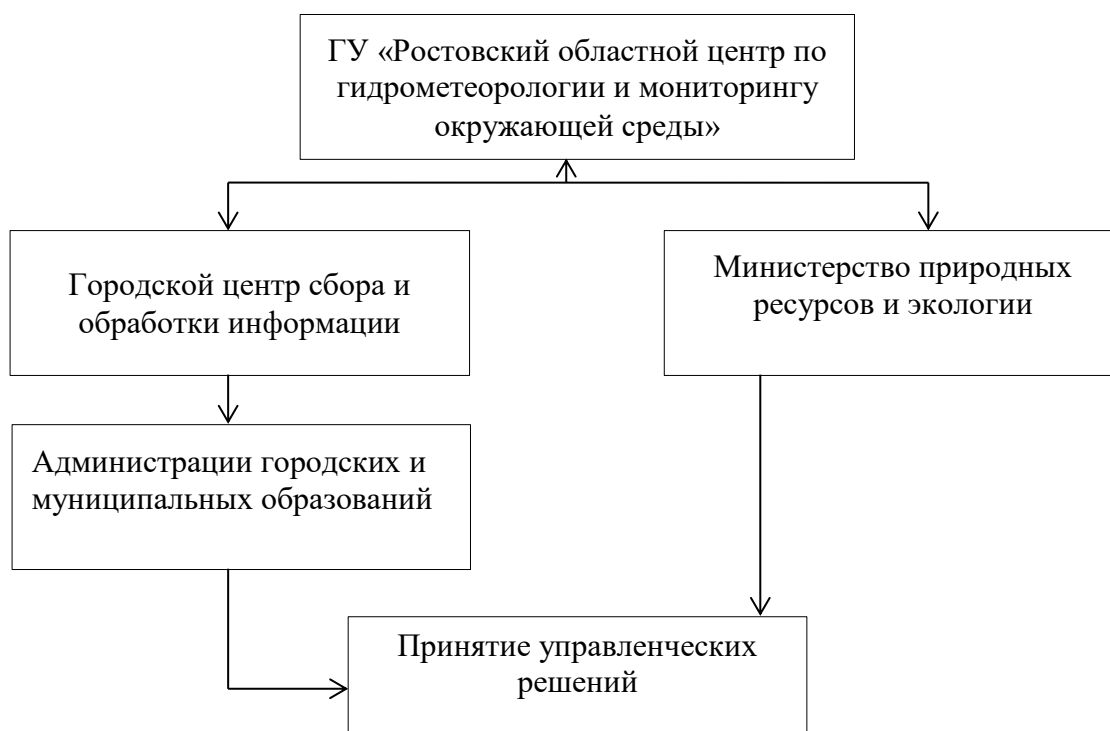 ГУ «Ростовский областной центр по
гидрометеорологии и мониторингу
окружающей среды»
Городской центр сбора и
обработки информации
Министерство природных
ресурсов и экологии
Администрации городских и
муниципальных образований
Принятие управленческих
решений